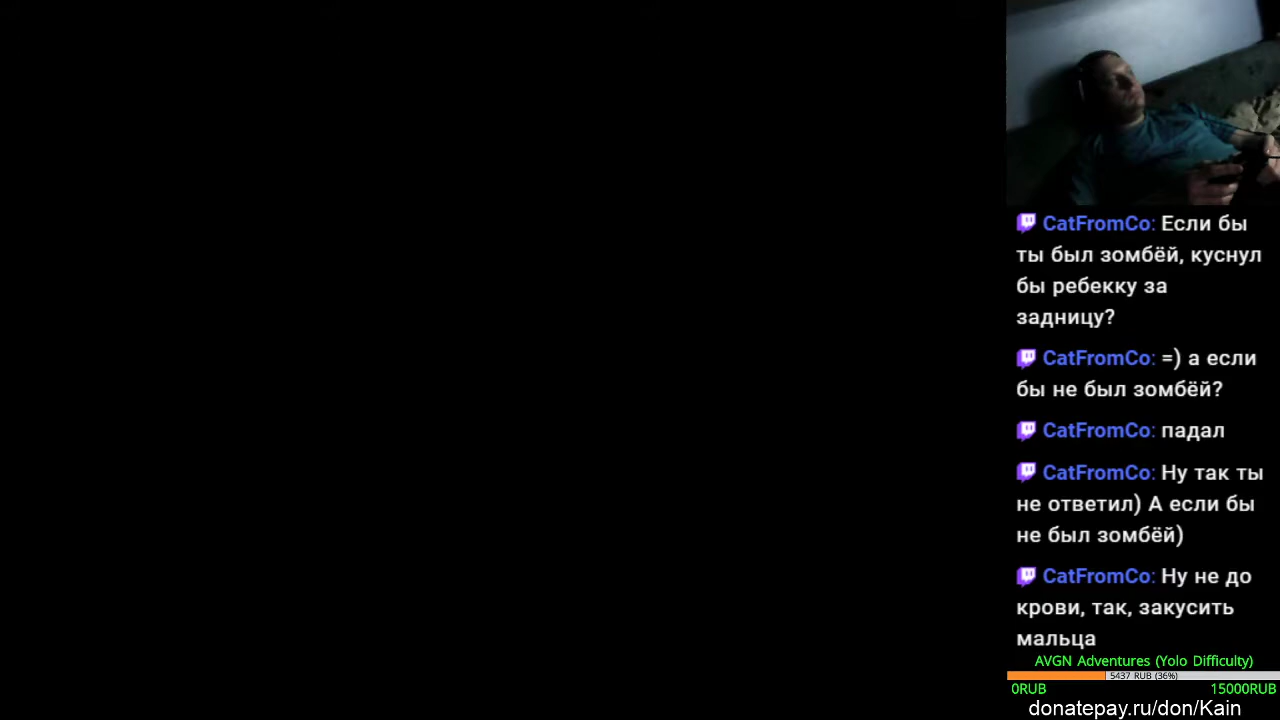 CatFromCo: Если бы
ты был зомбёй, куснул
бы ребекку за
задницу?
CatFromCo: =) а если
бы не был зомбёй?
CatFromCo: падал
CatFromCo: Ну так ты
не ответил) А если бы
не был зомбёй)
CatFromCo: Ну не до
крови, так, закусить
мальца
AVGN Adventures (Yolo Difficulty)
5437 RUB (36%)
0RUB 15000RUB
donatepay.ru/don/Kain